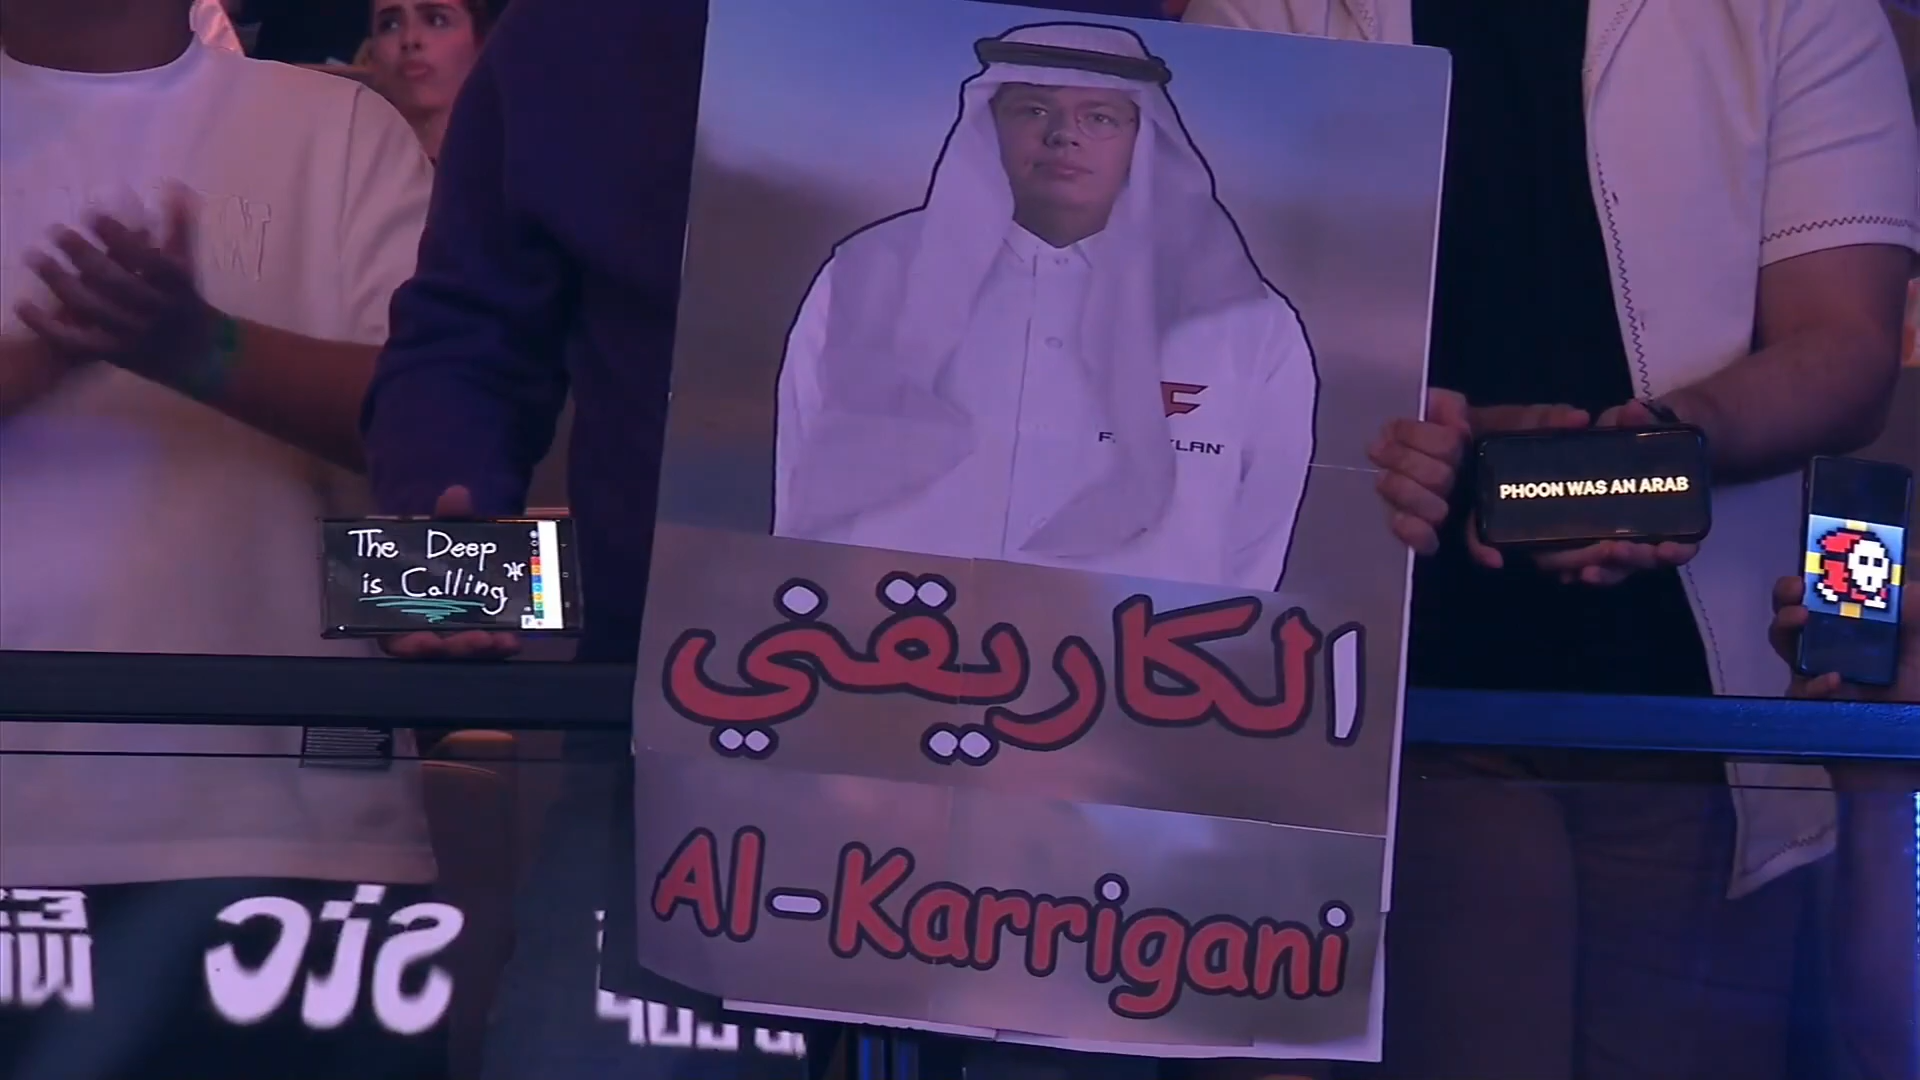 The Deep
is Calling
PHOON WAS AN ARAB
الكاريقني
Al-Karrigani
stc